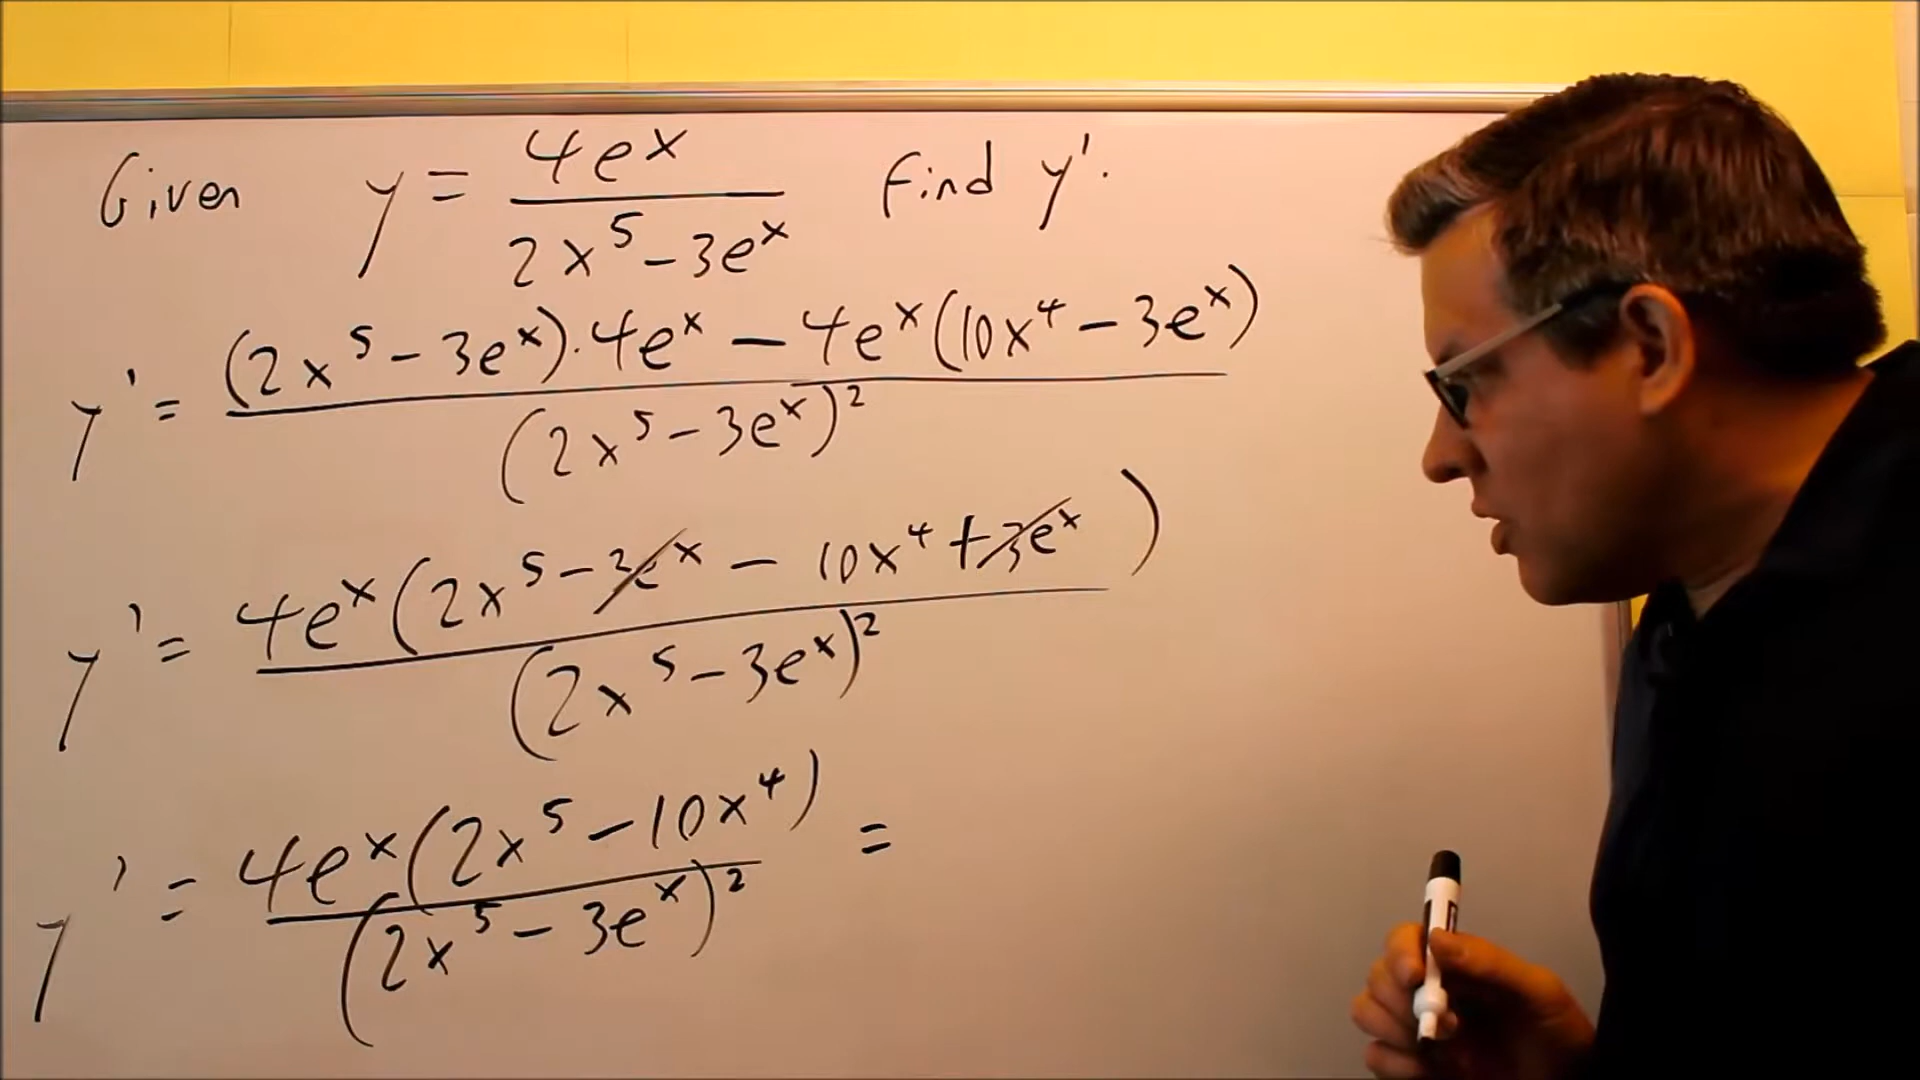 Given y = 4e^x / (2x^5 - 3e^x) find y'.
y' = ((2x^5 - 3e^x)·4e^x - 4e^x(10x^4 - 3e^x)) / (2x^5 - 3e^x)^2
y' = 4e^x(2x^5 - 3e^x - 10x^4 + 3e^x) / (2x^5 - 3e^x)^2
y' = 4e^x(2x^5 - 10x^4) / (2x^5 - 3e^x)^2 =